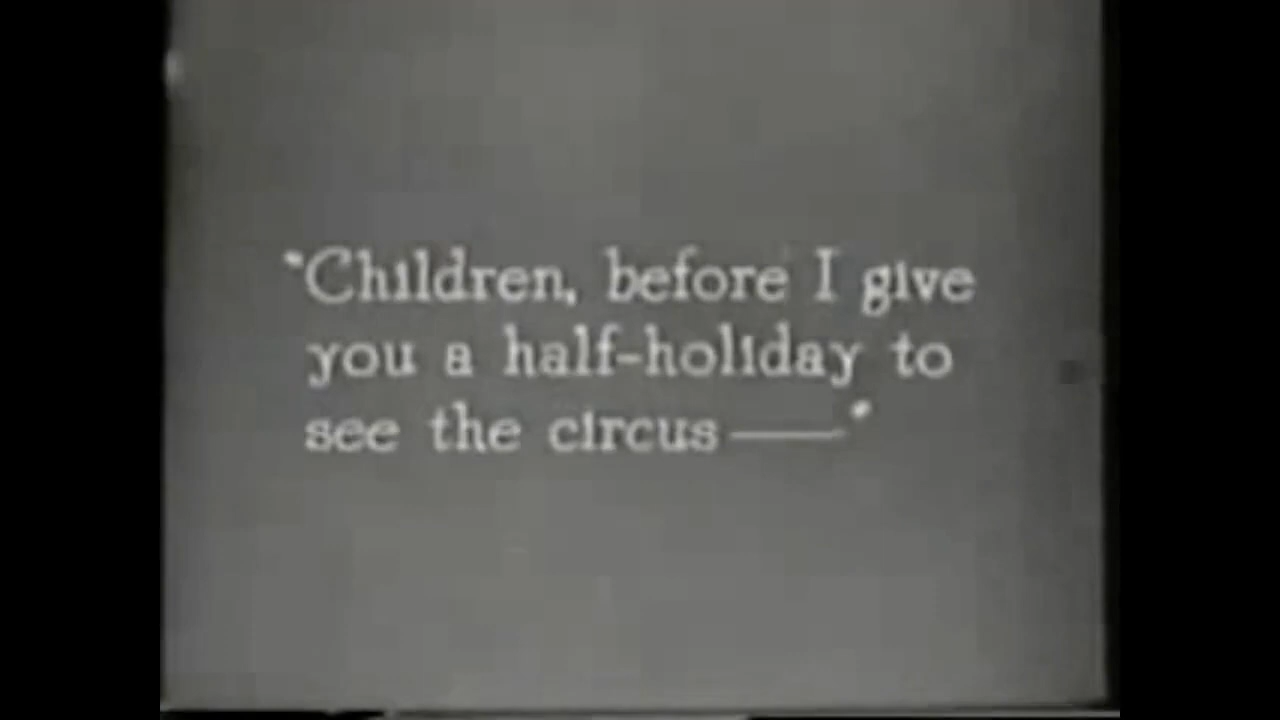 "Children, before I give
you a half-holiday to
see the circus——"